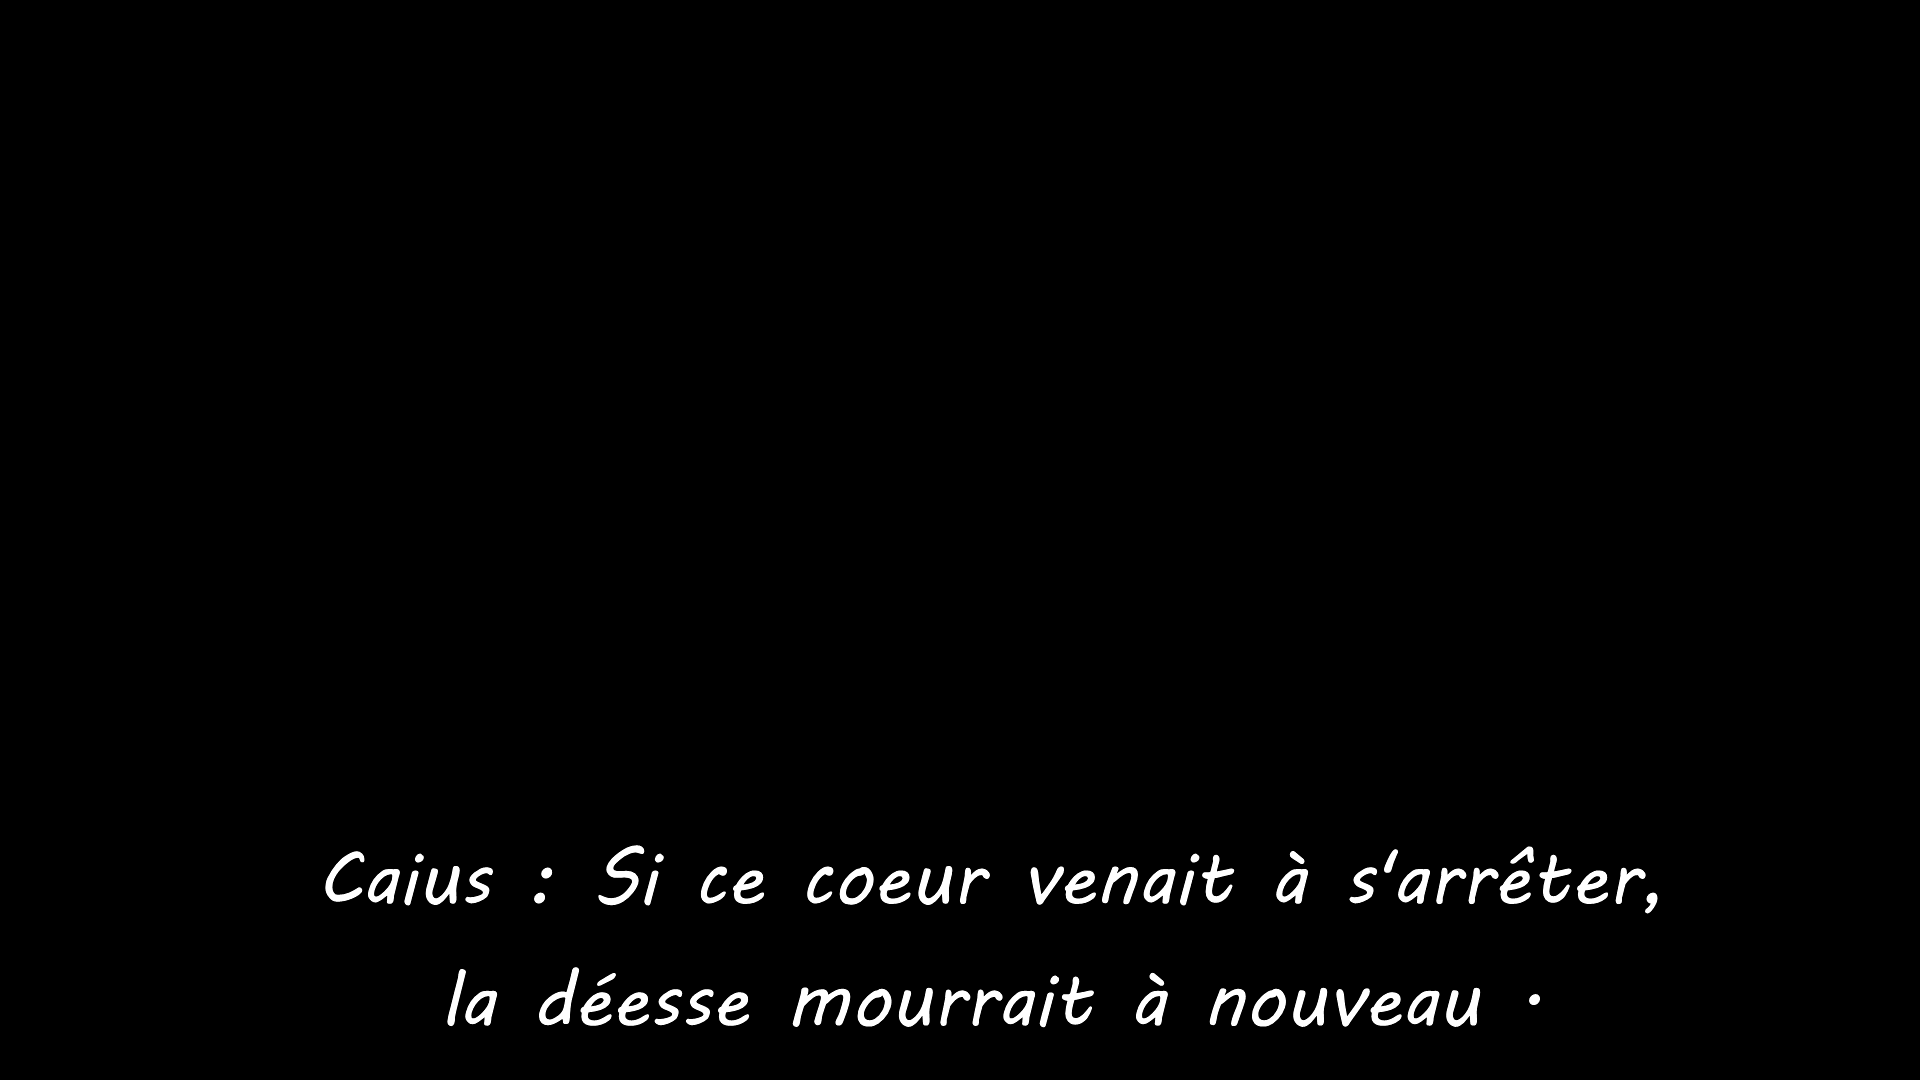 Caius : Si ce coeur venait à s'arrêter,
la déesse mourrait à nouveau ·